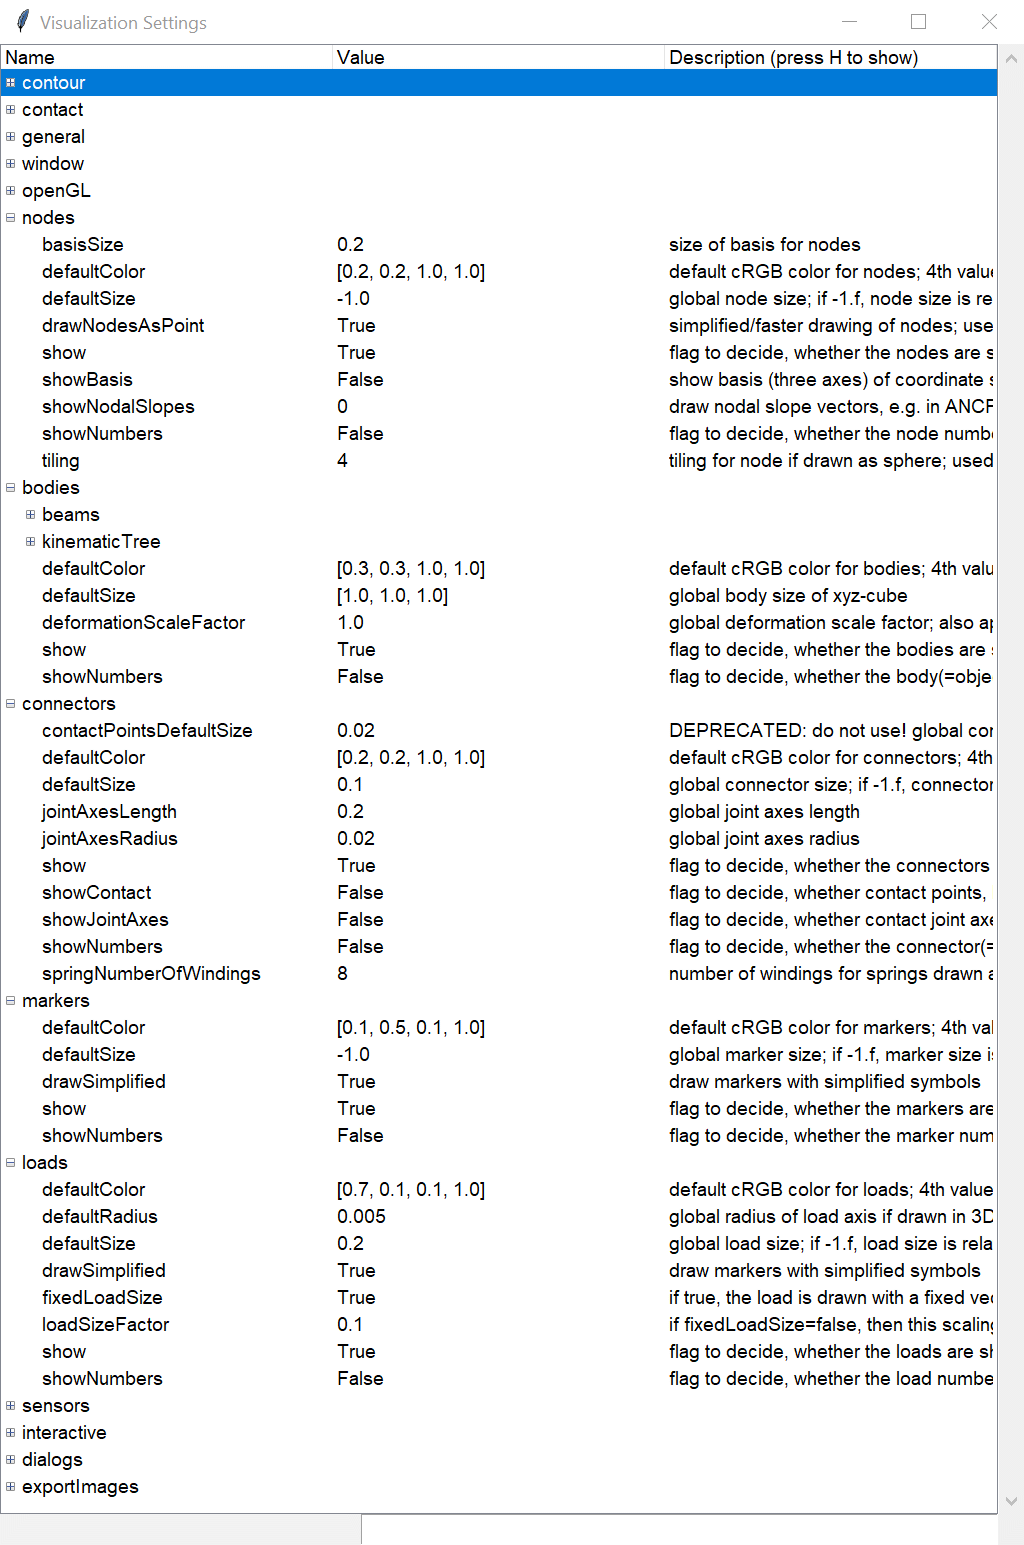 Visualization Settings
Name Value Description (press H to show)
contour
contact
general
window
openGL
nodes
basisSize 0.2 size of basis for nodes
defaultColor [0.2, 0.2, 1.0, 1.0] default cRGB color for nodes; 4th value
defaultSize -1.0 global node size; if -1.f, node size is re
drawNodesAsPoint True simplified/faster drawing of nodes; use
show True flag to decide, whether the nodes are s
showBasis False show basis (three axes) of coordinate s
showNodalSlopes 0 draw nodal slope vectors, e.g. in ANCF
showNumbers False flag to decide, whether the node numbe
tiling 4 tiling for node if drawn as sphere; used
bodies
beams
kinematicTree
defaultColor [0.3, 0.3, 1.0, 1.0] default cRGB color for bodies; 4th valu
defaultSize [1.0, 1.0, 1.0] global body size of xyz-cube
deformationScaleFactor 1.0 global deformation scale factor; also ap
show True flag to decide, whether the bodies are s
showNumbers False flag to decide, whether the body(=obje
connectors
contactPointsDefaultSize 0.02 DEPRECATED: do not use! global con
defaultColor [0.2, 0.2, 1.0, 1.0] default cRGB color for connectors; 4th
defaultSize 0.1 global connector size; if -1.f, connector
jointAxesLength 0.2 global joint axes length
jointAxesRadius 0.02 global joint axes radius
show True flag to decide, whether the connectors
showContact False flag to decide, whether contact points,
showJointAxes False flag to decide, whether contact joint axe
showNumbers False flag to decide, whether the connector(=
springNumberOfWindings 8 number of windings for springs drawn a
markers
defaultColor [0.1, 0.5, 0.1, 1.0] default cRGB color for markers; 4th val
defaultSize -1.0 global marker size; if -1.f, marker size i
drawSimplified True draw markers with simplified symbols
show True flag to decide, whether the markers are
showNumbers False flag to decide, whether the marker num
loads
defaultColor [0.7, 0.1, 0.1, 1.0] default cRGB color for loads; 4th value
defaultRadius 0.005 global radius of load axis if drawn in 3D
defaultSize 0.2 global load size; if -1.f, load size is rela
drawSimplified True draw markers with simplified symbols
fixedLoadSize True if true, the load is drawn with a fixed vec
loadSizeFactor 0.1 if fixedLoadSize=false, then this scaling
show True flag to decide, whether the loads are sh
showNumbers False flag to decide, whether the load numbe
sensors
interactive
dialogs
exportImages